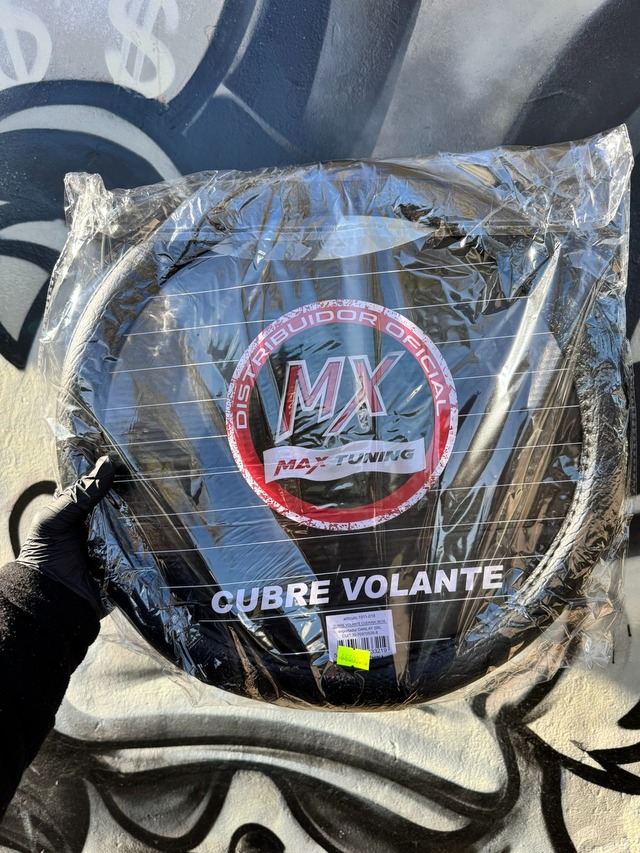 $
DISTRIBUIDOR OFICIAL
MX
MAX TUNING
CUBRE VOLANTE